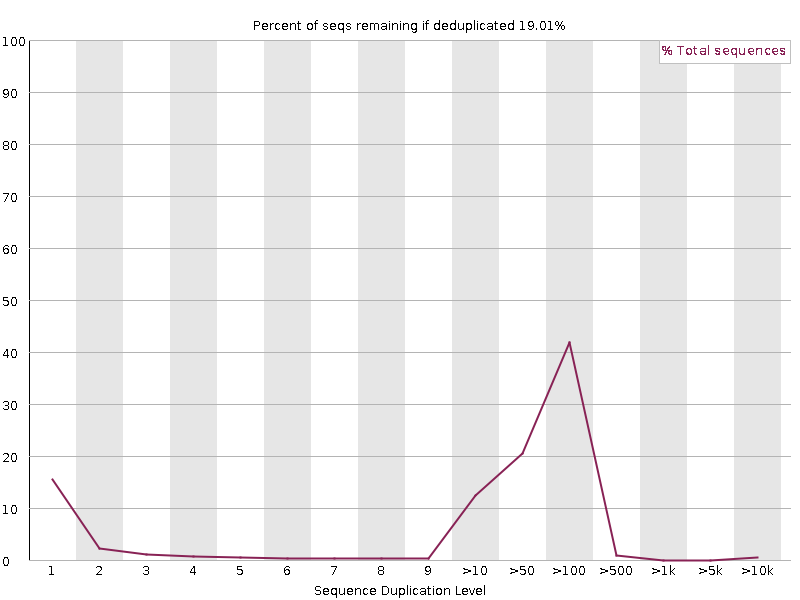 Percent of seqs remaining if deduplicated 19.01%
% Total sequences
100
90
80
70
60
50
40
30
20
10
0
1 2 3 4 5 6 7 8 9 >10 >50 >100 >500 >1k >5k >10k
Sequence Duplication Level